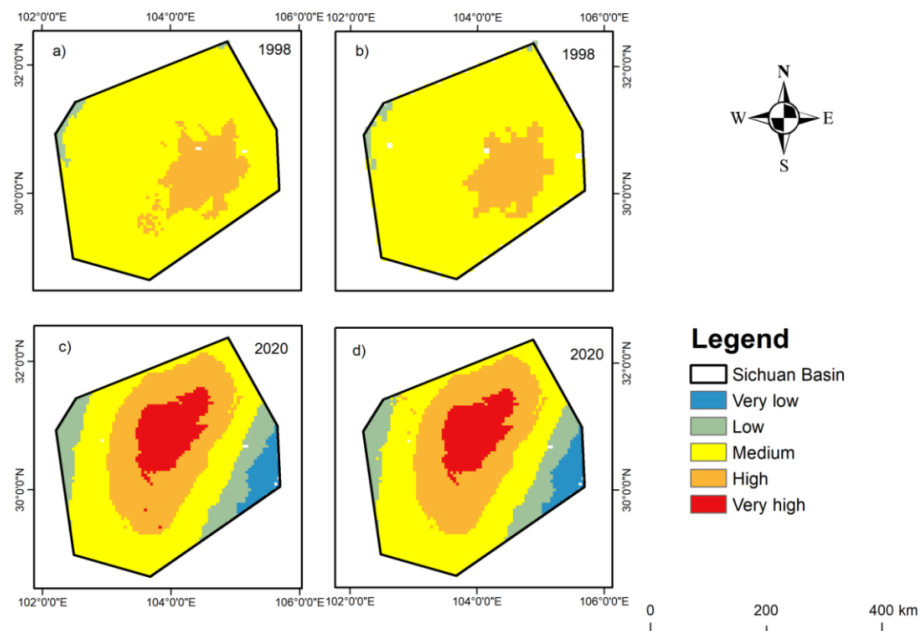 102°0'0"E 104°0'0"E 106°0'0"E 102°0'0"E 104°0'0"E 106°0'0"E
a) 1998 b) 1998
32°0'0"N 32°0'0"N
30°0'0"N 30°0'0"N
N
W E
S
c) 2020 d) 2020
32°0'0"N 32°0'0"N
30°0'0"N 30°0'0"N
102°0'0"E 104°0'0"E 106°0'0"E 102°0'0"E 104°0'0"E 106°0'0"E
Legend
Sichuan Basin
Very low
Low
Medium
High
Very high
0 200 400 km